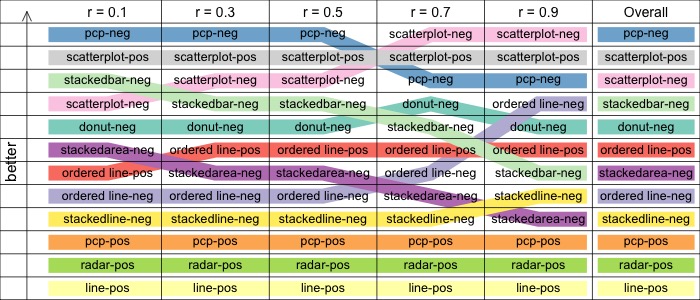 r = 0.1 r = 0.3 r = 0.5 r = 0.7 r = 0.9 Overall
pcp-neg pcp-neg pcp-neg scatterplot-neg scatterplot-neg pcp-neg
scatterplot-pos scatterplot-pos scatterplot-pos scatterplot-pos scatterplot-pos scatterplot-pos
stackedbar-neg scatterplot-neg scatterplot-neg pcp-neg pcp-neg scatterplot-neg
scatterplot-neg stackedbar-neg stackedbar-neg donut-neg ordered line-neg stackedbar-neg
donut-neg donut-neg donut-neg stackedbar-neg donut-neg donut-neg
stackedarea-neg ordered line-pos ordered line-pos ordered line-pos ordered line-pos ordered line-pos
ordered line-pos stackedarea-neg stackedarea-neg ordered line-neg stackedbar-neg stackedarea-neg
ordered line-neg ordered line-neg ordered line-neg stackedarea-neg stackedline-neg ordered line-neg
stackedline-neg stackedline-neg stackedline-neg stackedline-neg stackedarea-neg stackedline-neg
pcp-pos pcp-pos pcp-pos pcp-pos pcp-pos pcp-pos
radar-pos radar-pos radar-pos radar-pos radar-pos radar-pos
line-pos line-pos line-pos line-pos line-pos line-pos
better